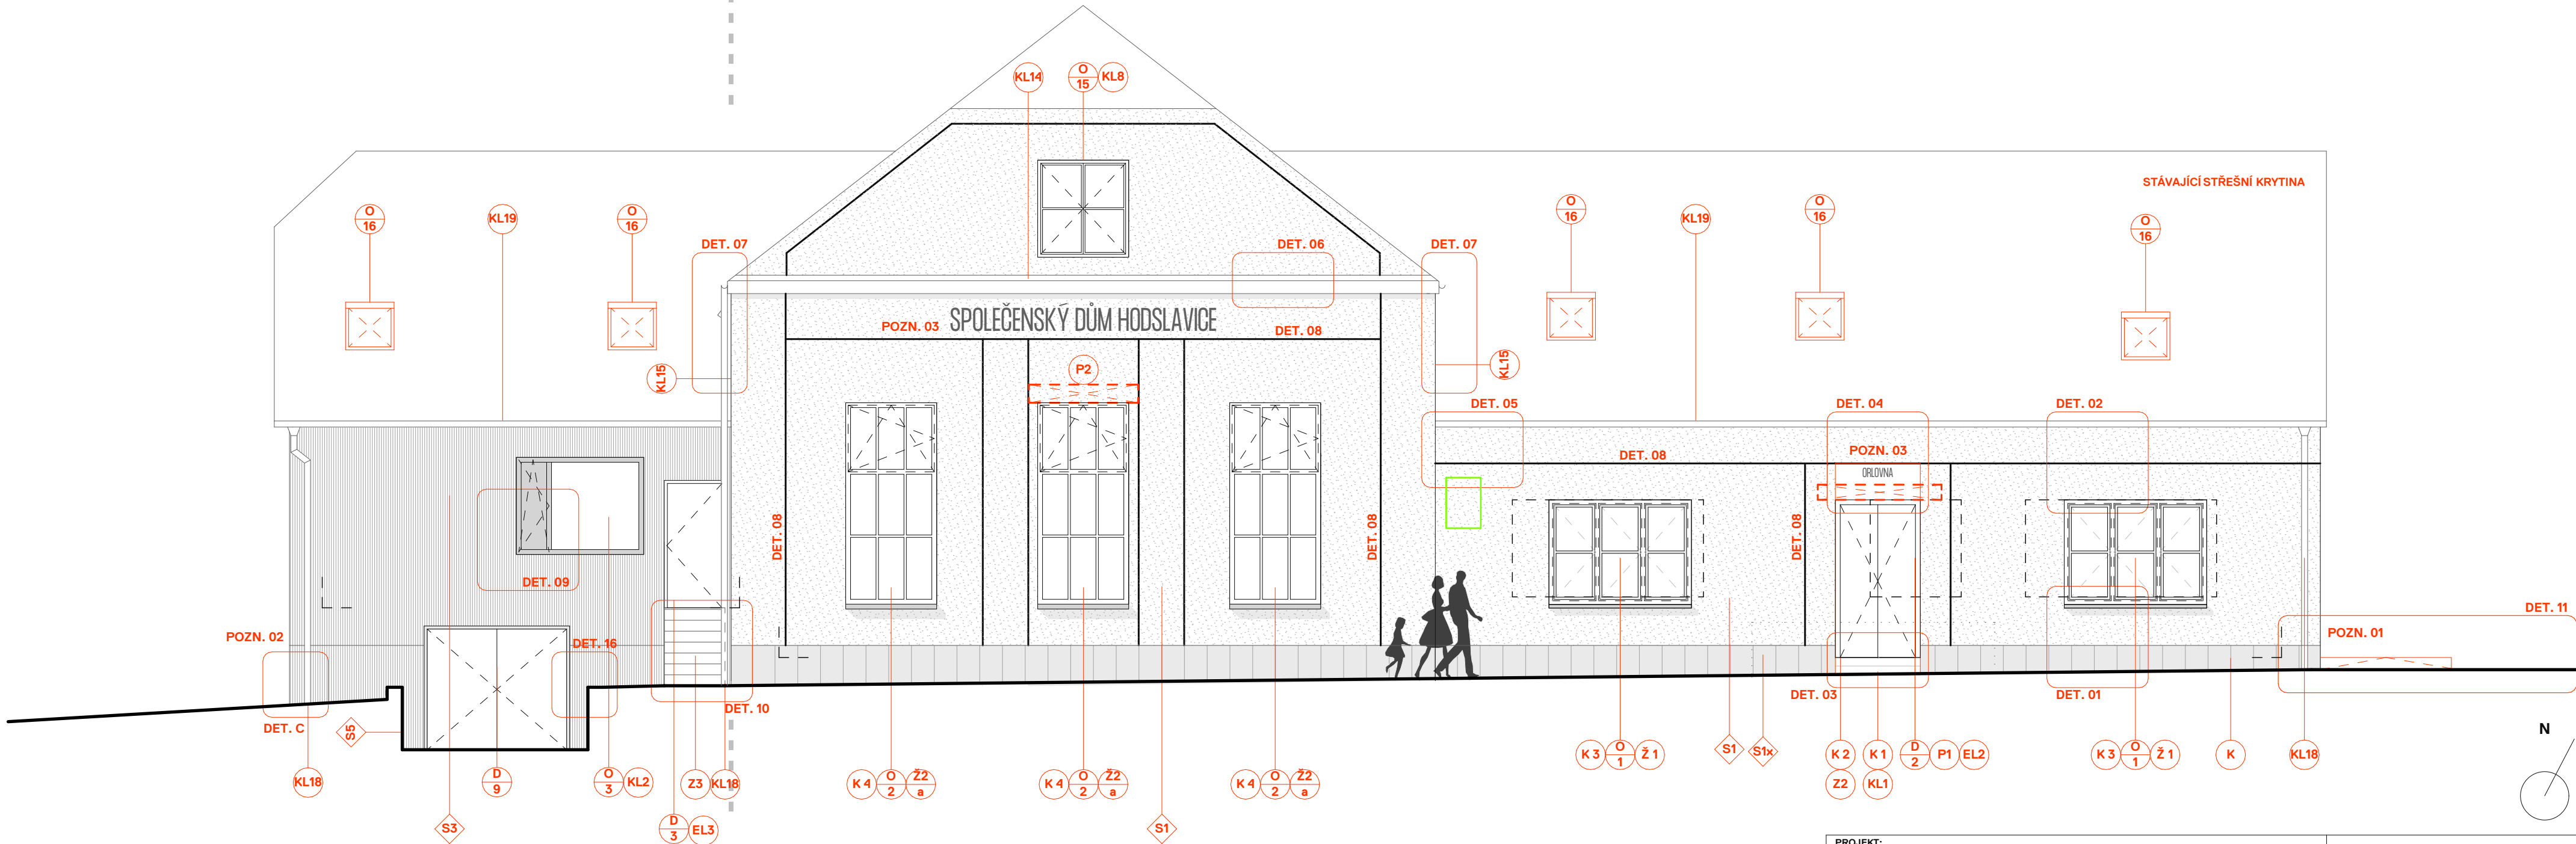 KL14
O
15
KL8
STÁVAJÍCÍ STŘEŠNÍ KRYTINA
O
16
KL19
O
16
O
16
KL19
O
16
O
16
DET. 07
DET. 06
DET. 07
POZN. 03
SPOLEČENSKÝ DŮM HODSLAVICE
DET. 08
KL15
P2
KL15
DET. 05
DET. 04
DET. 02
DET. 08
POZN. 03
ORLOVNA
DET. 08
DET. 08
DET. 08
DET. 09
DET. 11
POZN. 02
DET. 16
POZN. 01
DET. C
S5
DET. 10
DET. 03
DET. 01
N
KL18
D
9
O
3
KL2
Z3
KL18
K 4
O
2
Ž2
a
K 4
O
2
Ž2
a
K 4
O
2
Ž2
a
K 3
O
1
Ž 1
S1
S1x
K 2
K 1
D
2
P1
EL2
Z2
KL1
K 3
O
1
Ž 1
K
KL18
S3
D
3
EL3
S1
PROJEKT: